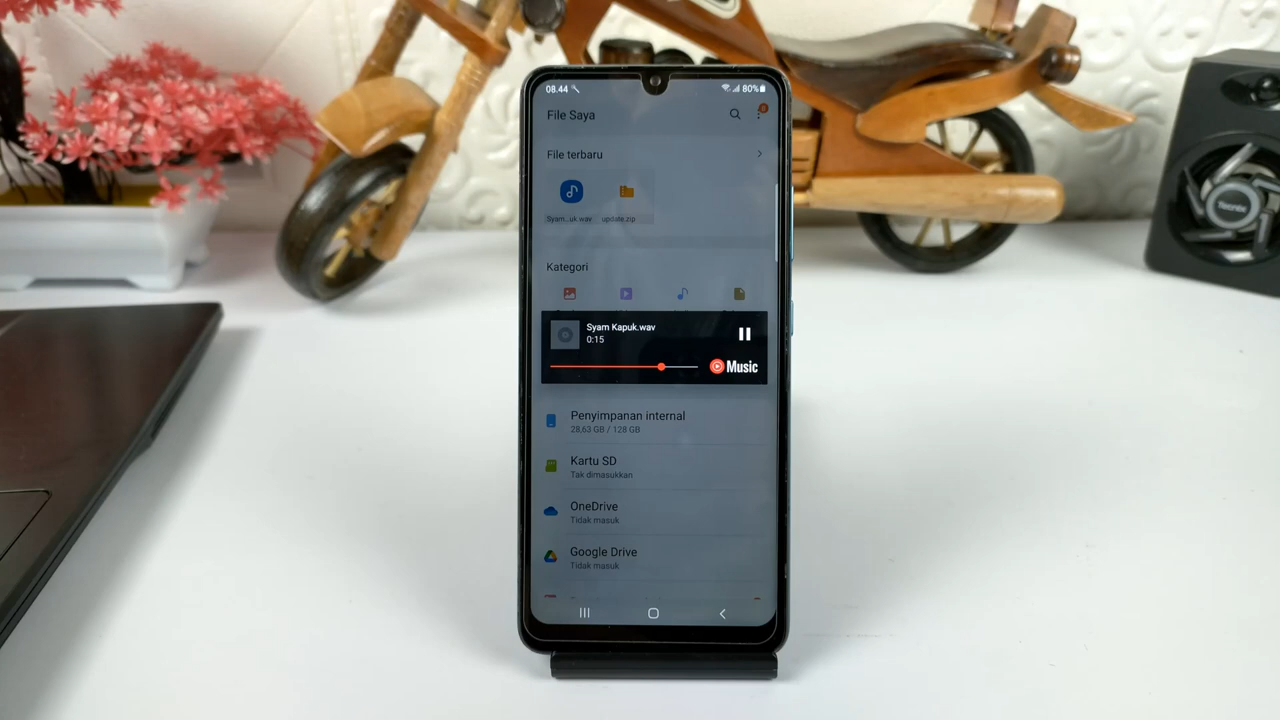 08.44
80%
File Saya
File terbaru
Syam...uk.wav
update.zip
Kategori
Syam Kapuk.wav
0:15
Music
Penyimpanan internal
28,63 GB / 128 GB
Kartu SD
Tak dimasukkan
OneDrive
Tidak masuk
Google Drive
Tidak masuk